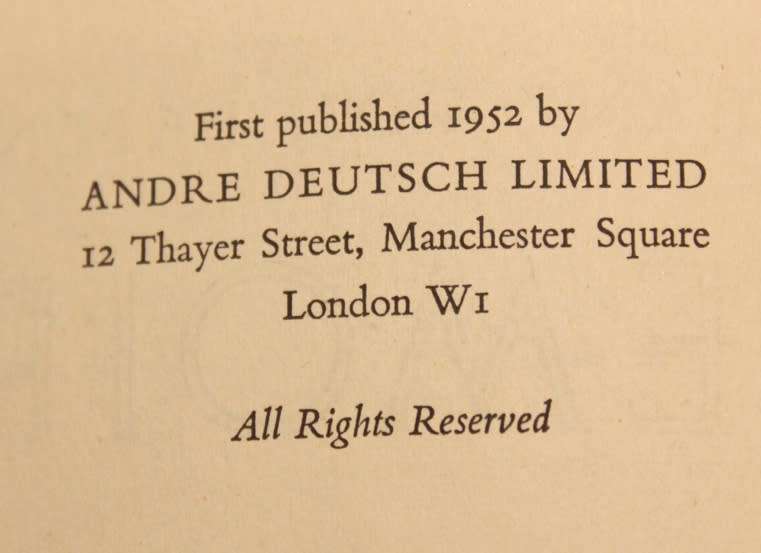 First published 1952 by
ANDRE DEUTSCH LIMITED
12 Thayer Street, Manchester Square
London W1
All Rights Reserved